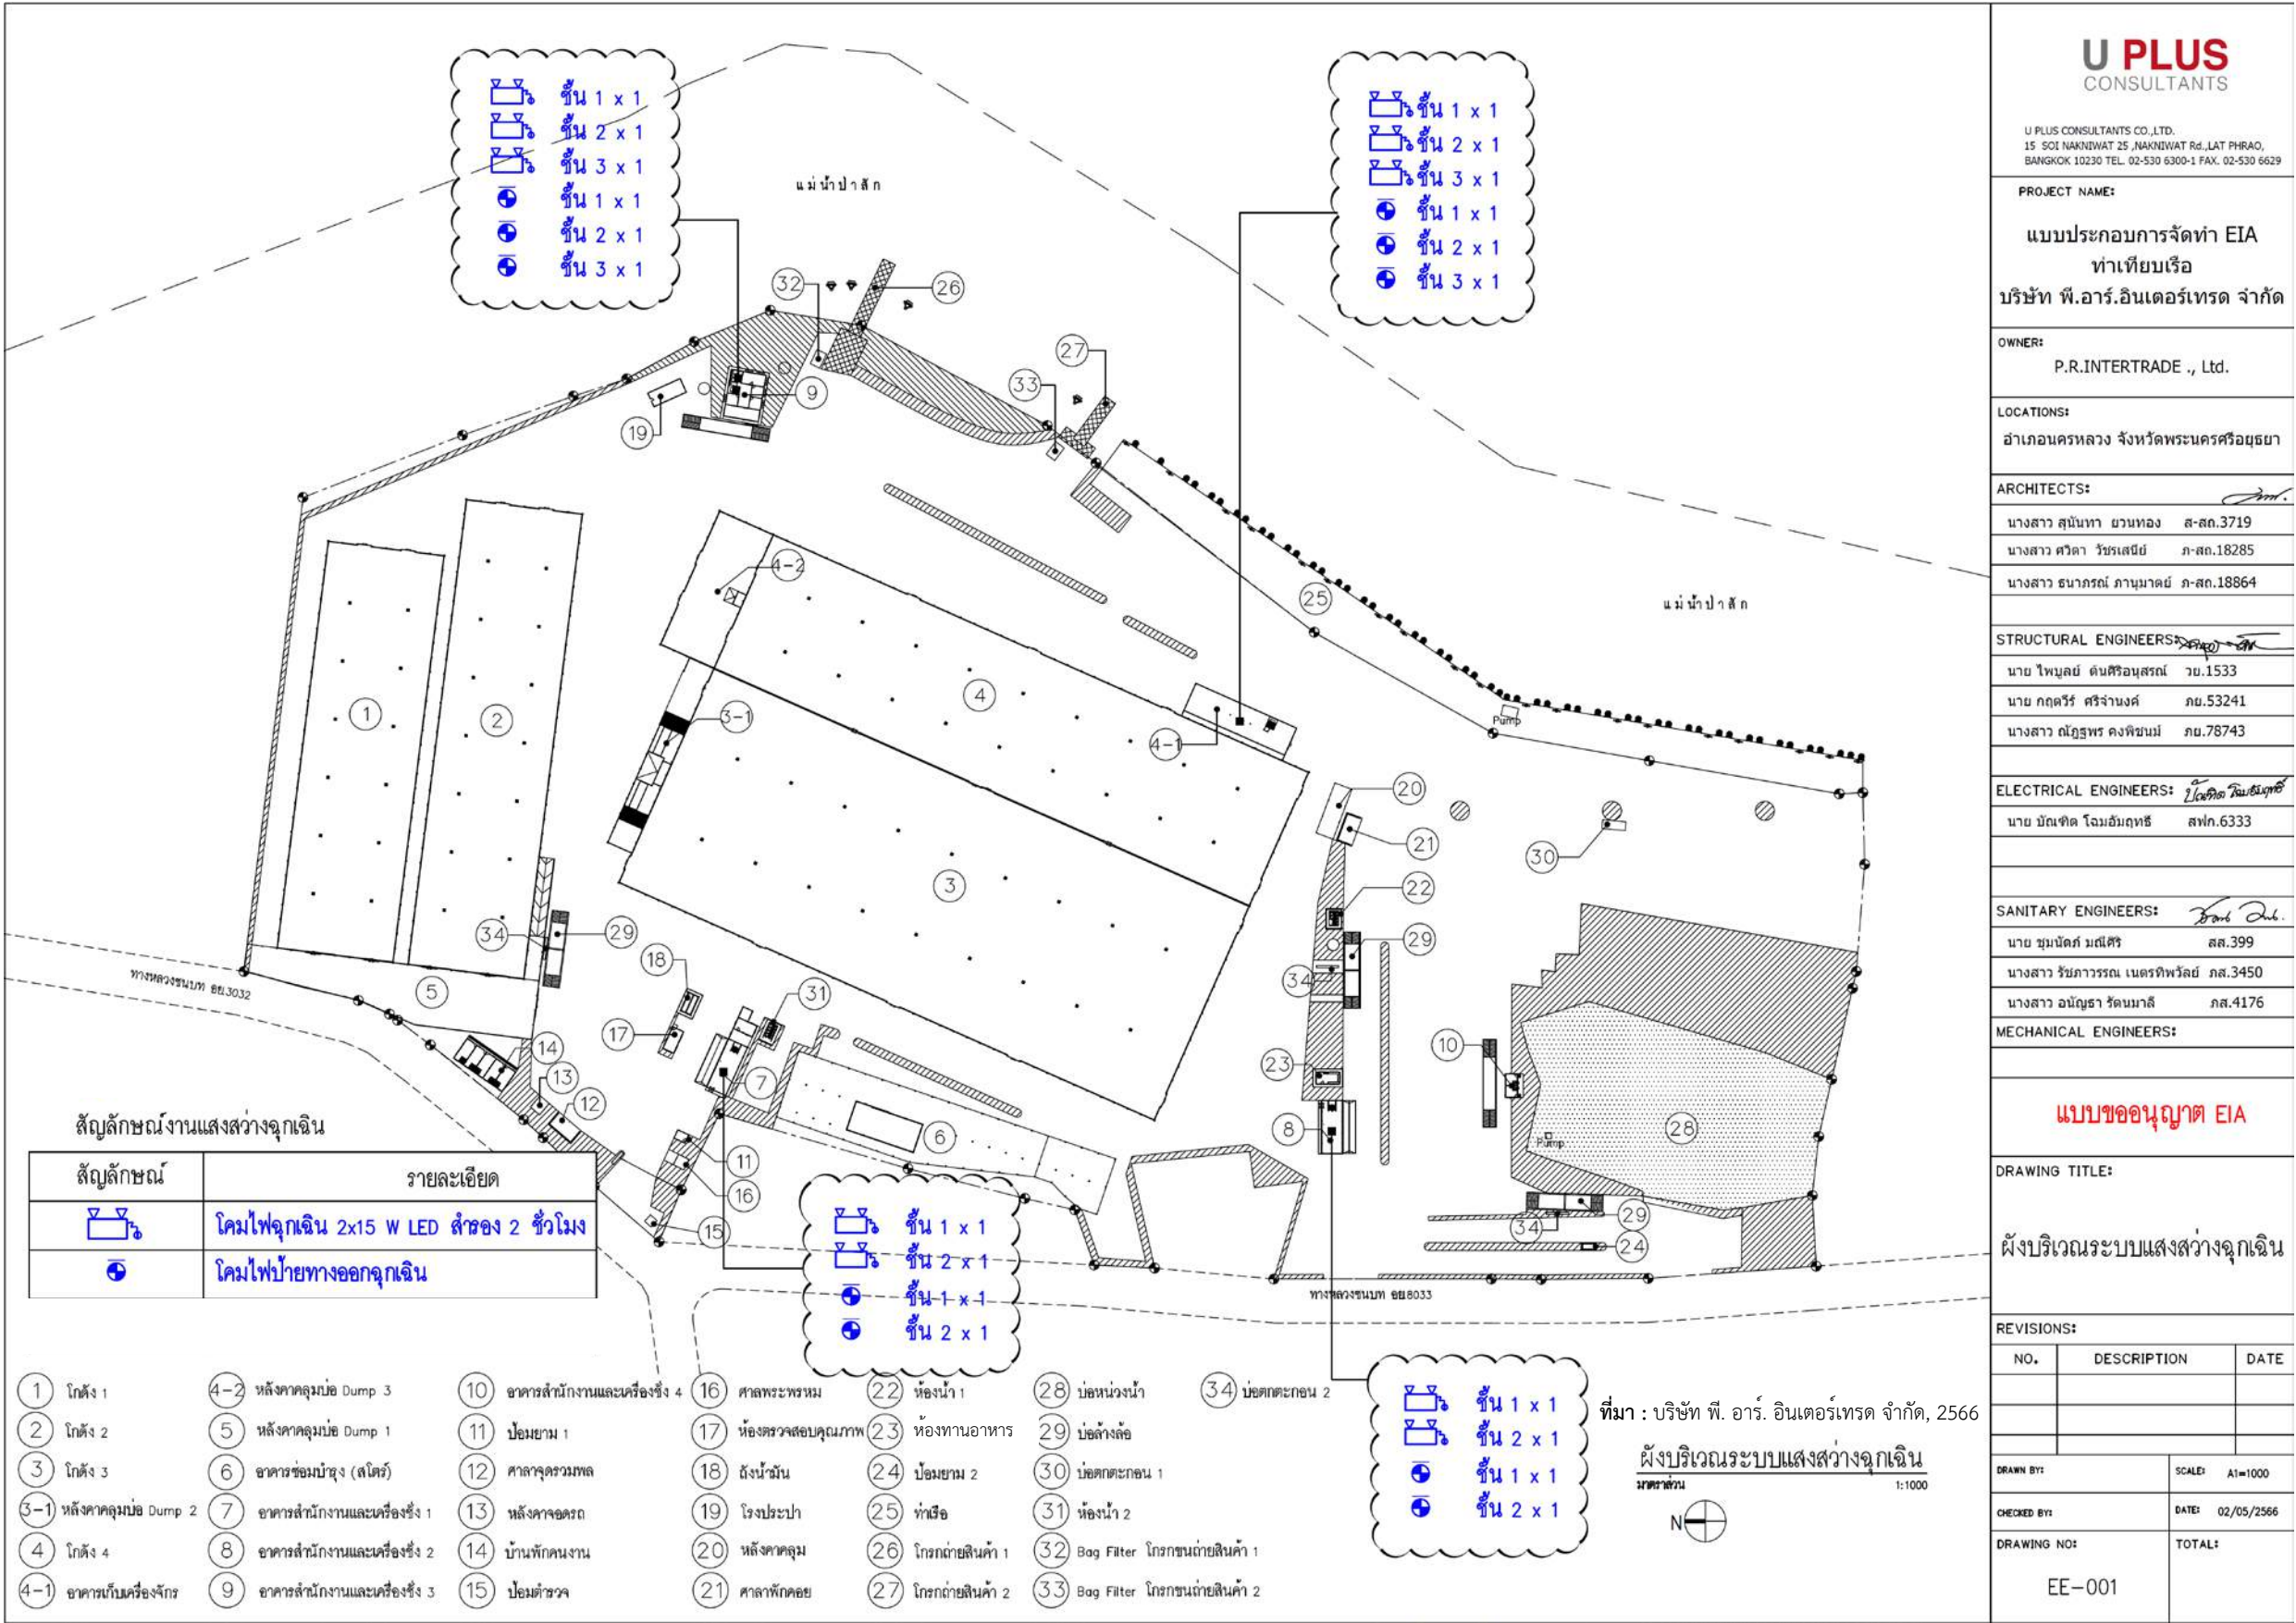 ชั้น 1 x 1
ชั้น 2 x 1
ชั้น 3 x 1
ชั้น 1 x 1
ชั้น 2 x 1
ชั้น 3 x 1
ชั้น 1 x 1
ชั้น 2 x 1
ชั้น 3 x 1
ชั้น 1 x 1
ชั้น 2 x 1
ชั้น 3 x 1
แม่น้ำป่าสัก
32
26
27
33
9
19
4-2
25
แม่น้ำป่าสัก
4
1
2
3-1
4-1
Pump
20
21
30
3
22
34
29
29
18
34
ทางหลวงชนบท อย.3032
5
31
17
10
14
13
23
7
12
8
6
28
Pump
11
16
15
34
29
24
ทางหลวงชนบท อย.8033
สัญลักษณ์งานแสงสว่างฉุกเฉิน
สัญลักษณ์ รายละเอียด
โคมไฟฉุกเฉิน 2x15 W LED สำรอง 2 ชั่วโมง
โคมไฟป้ายทางออกฉุกเฉิน
ชั้น 1 x 1
ชั้น 2 x 1
ชั้น 1 x 1
ชั้น 2 x 1
ชั้น 1 x 1
ชั้น 2 x 1
ชั้น 1 x 1
ชั้น 2 x 1
1 โกดัง 1
2 โกดัง 2
3 โกดัง 3
3-1 หลังคาคลุมบ่อ Dump 2
4 โกดัง 4
4-1 อาคารเก็บเครื่องจักร
4-2 หลังคาคลุมบ่อ Dump 3
5 หลังคาคลุมบ่อ Dump 1
6 อาคารซ่อมบำรุง (สโตร์)
7 อาคารสำนักงานและเครื่องชั่ง 1
8 อาคารสำนักงานและเครื่องชั่ง 2
9 อาคารสำนักงานและเครื่องชั่ง 3
10 อาคารสำนักงานและเครื่องชั่ง 4
11 ป้อมยาม 1
12 ศาลาจุดรวมพล
13 หลังคาจอดรถ
14 บ้านพักคนงาน
15 ป้อมตำรวจ
16 ศาลพระพรหม
17 ห้องตรวจสอบคุณภาพ
18 ถังน้ำมัน
19 โรงประปา
20 หลังคาคลุม
21 ศาลาพักคอย
22 ห้องน้ำ 1
23 ห้องทานอาหาร
24 ป้อมยาม 2
25 ท่าเรือ
26 โกรกถ่ายสินค้า 1
27 โกรกถ่ายสินค้า 2
28 บ่อหน่วงน้ำ
29 บ่อล้างล้อ
30 บ่อตกตะกอน 1
31 ห้องน้ำ 2
32 Bag Filter โกรกขนถ่ายสินค้า 1
33 Bag Filter โกรกขนถ่ายสินค้า 2
34 บ่อตกตะกอน 2
ที่มา : บริษัท พี. อาร์. อินเตอร์เทรด จำกัด, 2566
ผังบริเวณระบบแสงสว่างฉุกเฉิน
มาตราส่วน 1:1000
N
U PLUS
CONSULTANTS
U PLUS CONSULTANTS CO.,LTD.
15 SOI NAKNIWAT 25 ,NAKNIWAT Rd.,LAT PHRAO,
BANGKOK 10230 TEL. 02-530 6300-1 FAX. 02-530 6629
PROJECT NAME:
แบบประกอบการจัดทำ EIA
ท่าเทียบเรือ
บริษัท พี.อาร์.อินเตอร์เทรด จำกัด
OWNER:
P.R.INTERTRADE ., Ltd.
LOCATIONS:
อำเภอนครหลวง จังหวัดพระนครศรีอยุธยา
ARCHITECTS:
นางสาว สุนันทา ยวนทอง ส-สถ.3719
นางสาว ศวิตา วัชรเสนีย์ ภ-สถ.18285
นางสาว ธนาภรณ์ ภานุมาตย์ ภ-สถ.18864
STRUCTURAL ENGINEERS:
นาย ไพบูลย์ ตันศิริอนุสรณ์ วย.1533
นาย กฤตวีร์ ศรีจำนงค์ ภย.53241
นางสาว ณัฏฐพร คงพิชนม์ ภย.78743
ELECTRICAL ENGINEERS:
นาย บัณฑิต โฉมอัมฤทธิ์ สฟก.6333
SANITARY ENGINEERS:
นาย ชุมนัดภ์ มณีศิริ สส.399
นางสาว รัชภาวรรณ เนตรทิพวัลย์ ภส.3450
นางสาว อนัญธา รัตนมาลี ภส.4176
MECHANICAL ENGINEERS:
แบบขออนุญาต EIA
DRAWING TITLE:
ผังบริเวณระบบแสงสว่างฉุกเฉิน
REVISIONS:
NO. DESCRIPTION DATE
DRAWN BY: SCALE: A1=1000
CHECKED BY: DATE: 02/05/2566
DRAWING NO: TOTAL:
EE-001